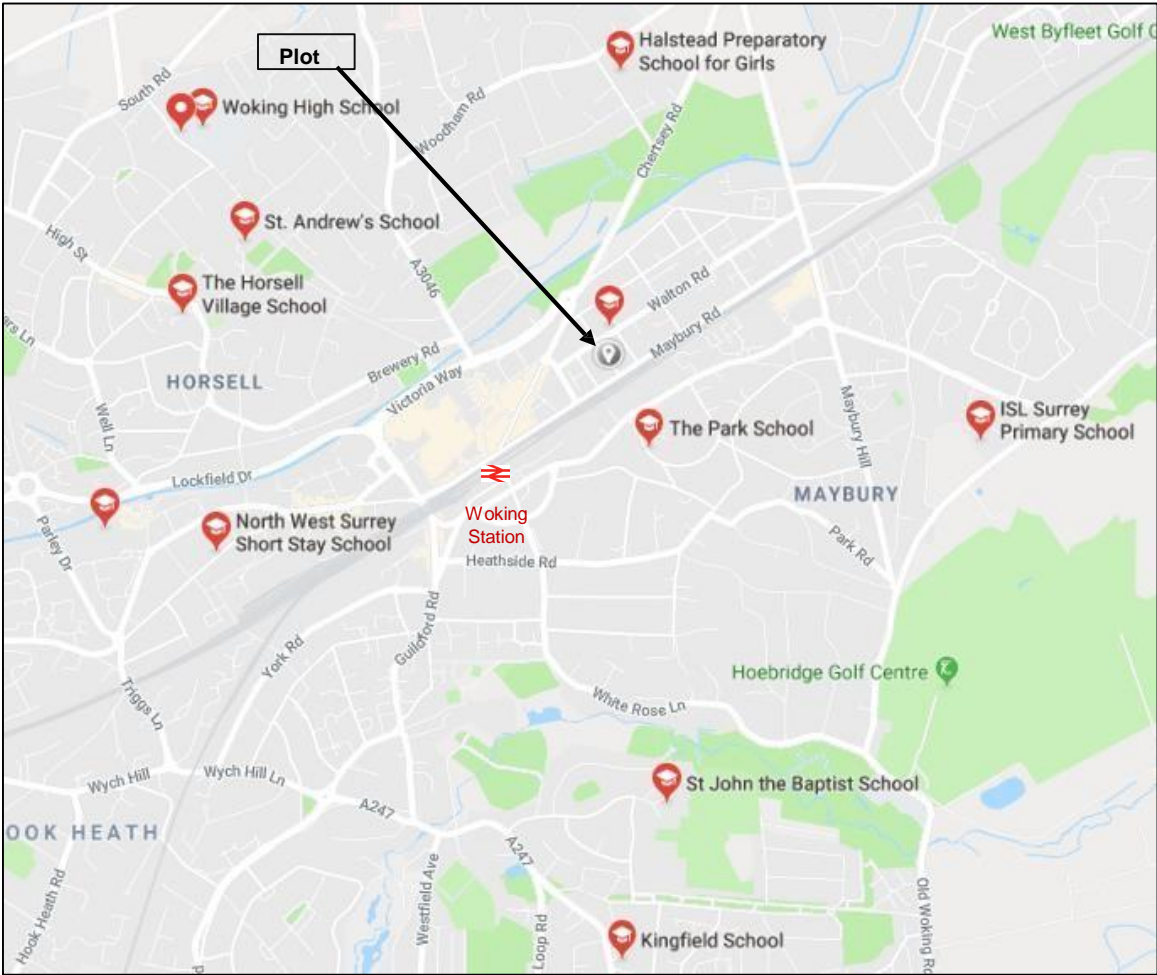 West Byfleet Golf C
Halstead Preparatory
School for Girls
Plot
South Rd
Woking High School
Woodham Rd
Chertsey Rd
St. Andrew's School
High St
A3046
The Horsell
Village School
Walton Rd
Maybury Rd
ers Ln
Brewery Rd
HORSELL
Victoria Way
Well Ln
The Park School
ISL Surrey
Primary School
Maybury Hill
Lockfield Dr
MAYBURY
Woking
Station
North West Surrey
Short Stay School
Parley Dr
Park Rd
Heathside Rd
Guildford Rd
York Rd
Hoebridge Golf Centre
Triggs Ln
White Rose Ln
Wych Hill
Wych Hill Ln
St John the Baptist School
A247
OOK HEATH
A247
Hook Heath Rd
Westfield Ave
Loop Rd
Old Woking Ro
Kingfield School
d